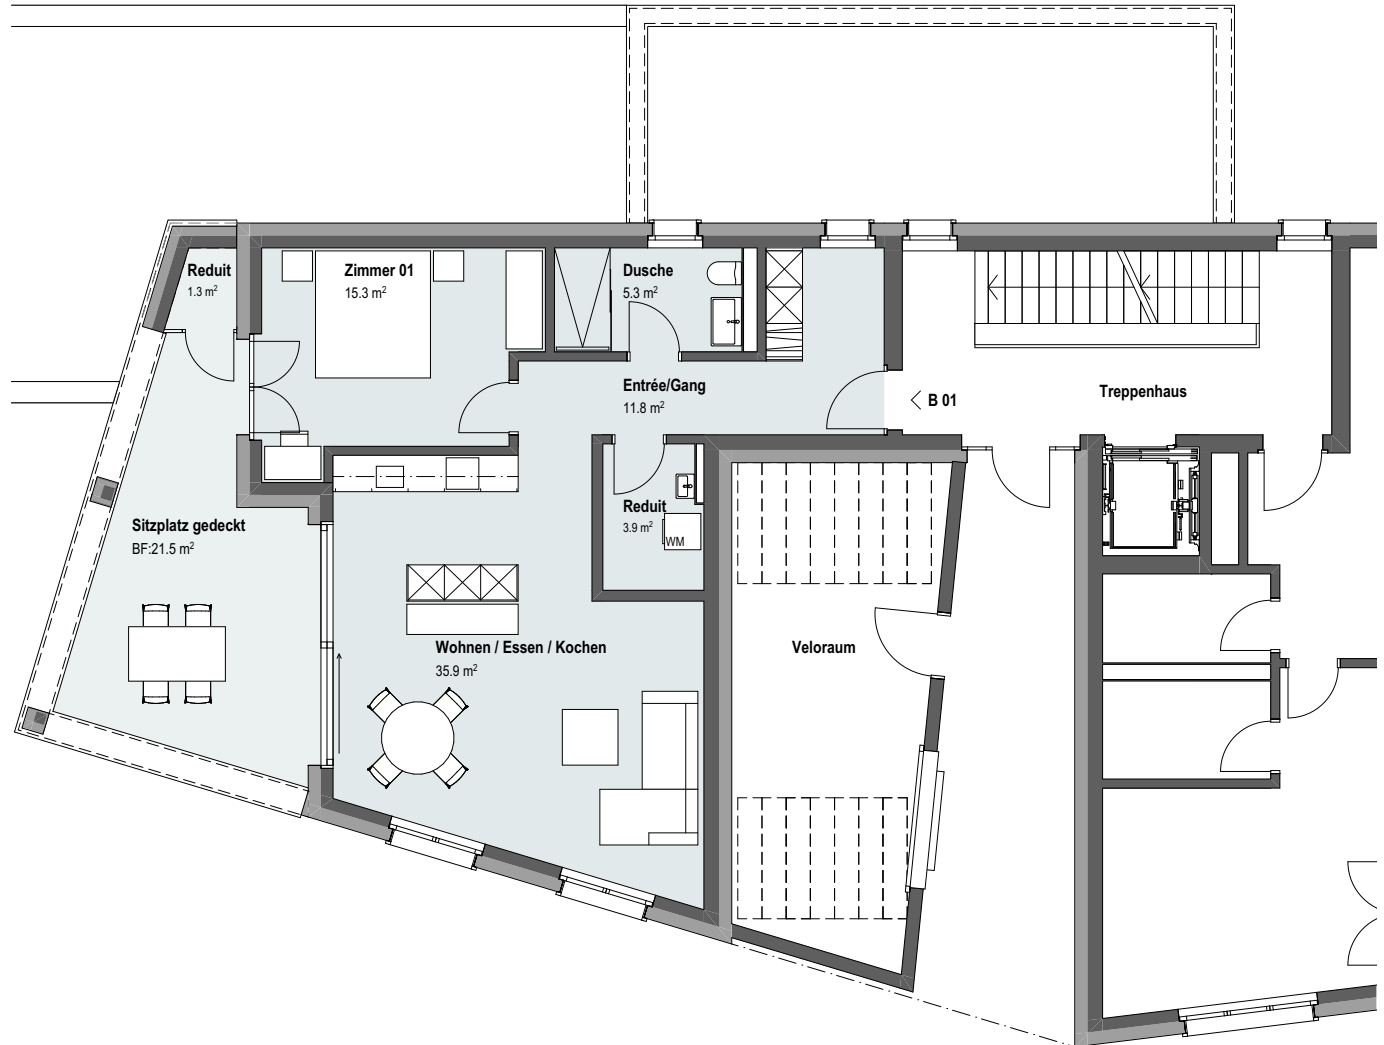 Reduit
1.3 m²
Zimmer 01
15.3 m²
Dusche
5.3 m²
Entrée/Gang
11.8 m²
B 01
Treppenhaus
Sitzplatz gedeckt
BF:21.5 m²
Reduit
3.9 m²
WM
Wohnen / Essen / Kochen
35.9 m²
Veloraum